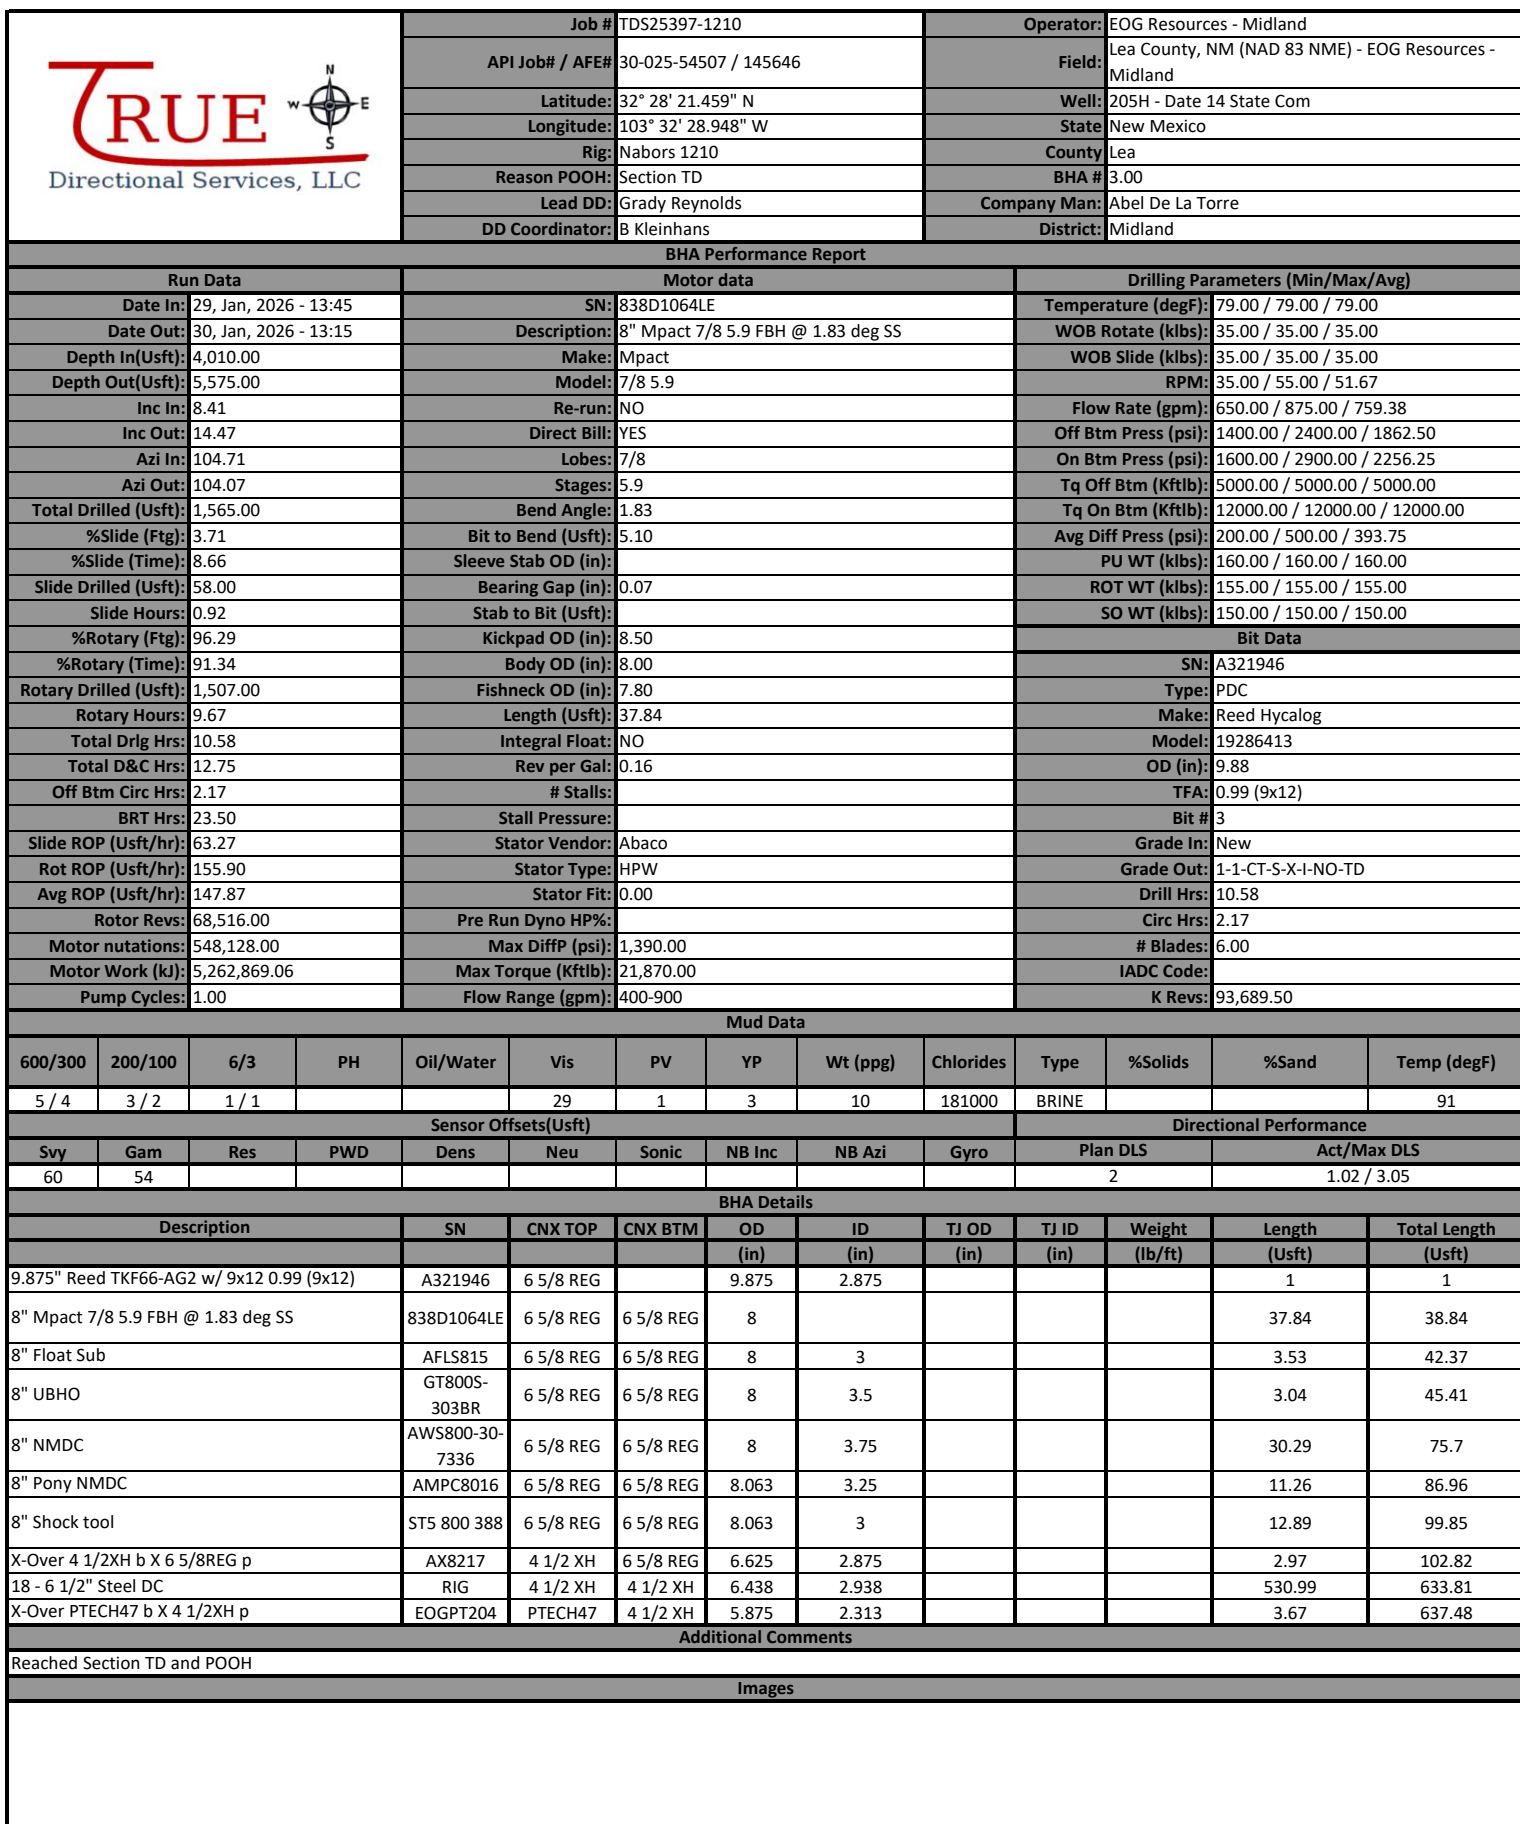 TRUE
N
W E
S
Directional Services, LLC
Job # TDS25397-1210 Operator: EOG Resources - Midland
API Job# / AFE# 30-025-54507 / 145646 Field: Lea County, NM (NAD 83 NME) - EOG Resources -
Midland
Latitude: 32° 28' 21.459" N Well: 205H - Date 14 State Com
Longitude: 103° 32' 28.948" W State New Mexico
Rig: Nabors 1210 County Lea
Reason POOH: Section TD BHA # 3.00
Lead DD: Grady Reynolds Company Man: Abel De La Torre
DD Coordinator: B Kleinhans District: Midland
BHA Performance Report
Run Data Motor data Drilling Parameters (Min/Max/Avg)
Date In: 29, Jan, 2026 - 13:45 SN: 838D1064LE Temperature (degF): 79.00 / 79.00 / 79.00
Date Out: 30, Jan, 2026 - 13:15 Description: 8" Mpact 7/8 5.9 FBH @ 1.83 deg SS WOB Rotate (klbs): 35.00 / 35.00 / 35.00
Depth In(Usft): 4,010.00 Make: Mpact WOB Slide (klbs): 35.00 / 35.00 / 35.00
Depth Out(Usft): 5,575.00 Model: 7/8 5.9 RPM: 35.00 / 55.00 / 51.67
Inc In: 8.41 Re-run: NO Flow Rate (gpm): 650.00 / 875.00 / 759.38
Inc Out: 14.47 Direct Bill: YES Off Btm Press (psi): 1400.00 / 2400.00 / 1862.50
Azi In: 104.71 Lobes: 7/8 On Btm Press (psi): 1600.00 / 2900.00 / 2256.25
Azi Out: 104.07 Stages: 5.9 Tq Off Btm (Kftlb): 5000.00 / 5000.00 / 5000.00
Total Drilled (Usft): 1,565.00 Bend Angle: 1.83 Tq On Btm (Kftlb): 12000.00 / 12000.00 / 12000.00
%Slide (Ftg): 3.71 Bit to Bend (Usft): 5.10 Avg Diff Press (psi): 200.00 / 500.00 / 393.75
%Slide (Time): 8.66 Sleeve Stab OD (in): PU WT (klbs): 160.00 / 160.00 / 160.00
Slide Drilled (Usft): 58.00 Bearing Gap (in): 0.07 ROT WT (klbs): 155.00 / 155.00 / 155.00
Slide Hours: 0.92 Stab to Bit (Usft): SO WT (klbs): 150.00 / 150.00 / 150.00
%Rotary (Ftg): 96.29 Kickpad OD (in): 8.50 Bit Data
%Rotary (Time): 91.34 Body OD (in): 8.00 SN: A321946
Rotary Drilled (Usft): 1,507.00 Fishneck OD (in): 7.80 Type: PDC
Rotary Hours: 9.67 Length (Usft): 37.84 Make: Reed Hycalog
Total Drlg Hrs: 10.58 Integral Float: NO Model: 19286413
Total D&C Hrs: 12.75 Rev per Gal: 0.16 OD (in): 9.88
Off Btm Circ Hrs: 2.17 # Stalls: TFA: 0.99 (9x12)
BRT Hrs: 23.50 Stall Pressure: Bit # 3
Slide ROP (Usft/hr): 63.27 Stator Vendor: Abaco Grade In: New
Rot ROP (Usft/hr): 155.90 Stator Type: HPW Grade Out: 1-1-CT-S-X-I-NO-TD
Avg ROP (Usft/hr): 147.87 Stator Fit: 0.00 Drill Hrs: 10.58
Rotor Revs: 68,516.00 Pre Run Dyno HP%: Circ Hrs: 2.17
Motor nutations: 548,128.00 Max DiffP (psi): 1,390.00 # Blades: 6.00
Motor Work (kJ): 5,262,869.06 Max Torque (Kftlb): 21,870.00 IADC Code:
Pump Cycles: 1.00 Flow Range (gpm): 400-900 K Revs: 93,689.50
Mud Data
600/300 200/100 6/3 PH Oil/Water Vis PV YP Wt (ppg) Chlorides Type %Solids %Sand Temp (degF)
5 / 4 3 / 2 1 / 1 29 1 3 10 181000 BRINE 91
Sensor Offsets(Usft) Directional Performance
Svy Gam Res PWD Dens Neu Sonic NB Inc NB Azi Gyro Plan DLS Act/Max DLS
60 54 2 1.02 / 3.05
BHA Details
Description SN CNX TOP CNX BTM OD ID TJ OD TJ ID Weight Length Total Length
(in) (in) (in) (in) (lb/ft) (Usft) (Usft)
9.875" Reed TKF66-AG2 w/ 9x12 0.99 (9x12) A321946 6 5/8 REG 9.875 2.875 1 1
8" Mpact 7/8 5.9 FBH @ 1.83 deg SS 838D1064LE 6 5/8 REG 6 5/8 REG 8 37.84 38.84
8" Float Sub AFLS815 6 5/8 REG 6 5/8 REG 8 3 3.53 42.37
8" UBHO GT800S-303BR 6 5/8 REG 6 5/8 REG 8 3.5 3.04 45.41
8" NMDC AWS800-30-7336 6 5/8 REG 6 5/8 REG 8 3.75 30.29 75.7
8" Pony NMDC AMPC8016 6 5/8 REG 6 5/8 REG 8.063 3.25 11.26 86.96
8" Shock tool ST5 800 388 6 5/8 REG 6 5/8 REG 8.063 3 12.89 99.85
X-Over 4 1/2XH b X 6 5/8REG p AX8217 4 1/2 XH 6 5/8 REG 6.625 2.875 2.97 102.82
18 - 6 1/2" Steel DC RIG 4 1/2 XH 4 1/2 XH 6.438 2.938 530.99 633.81
X-Over PTECH47 b X 4 1/2XH p EOGPT204 PTECH47 4 1/2 XH 5.875 2.313 3.67 637.48
Additional Comments
Reached Section TD and POOH
Images